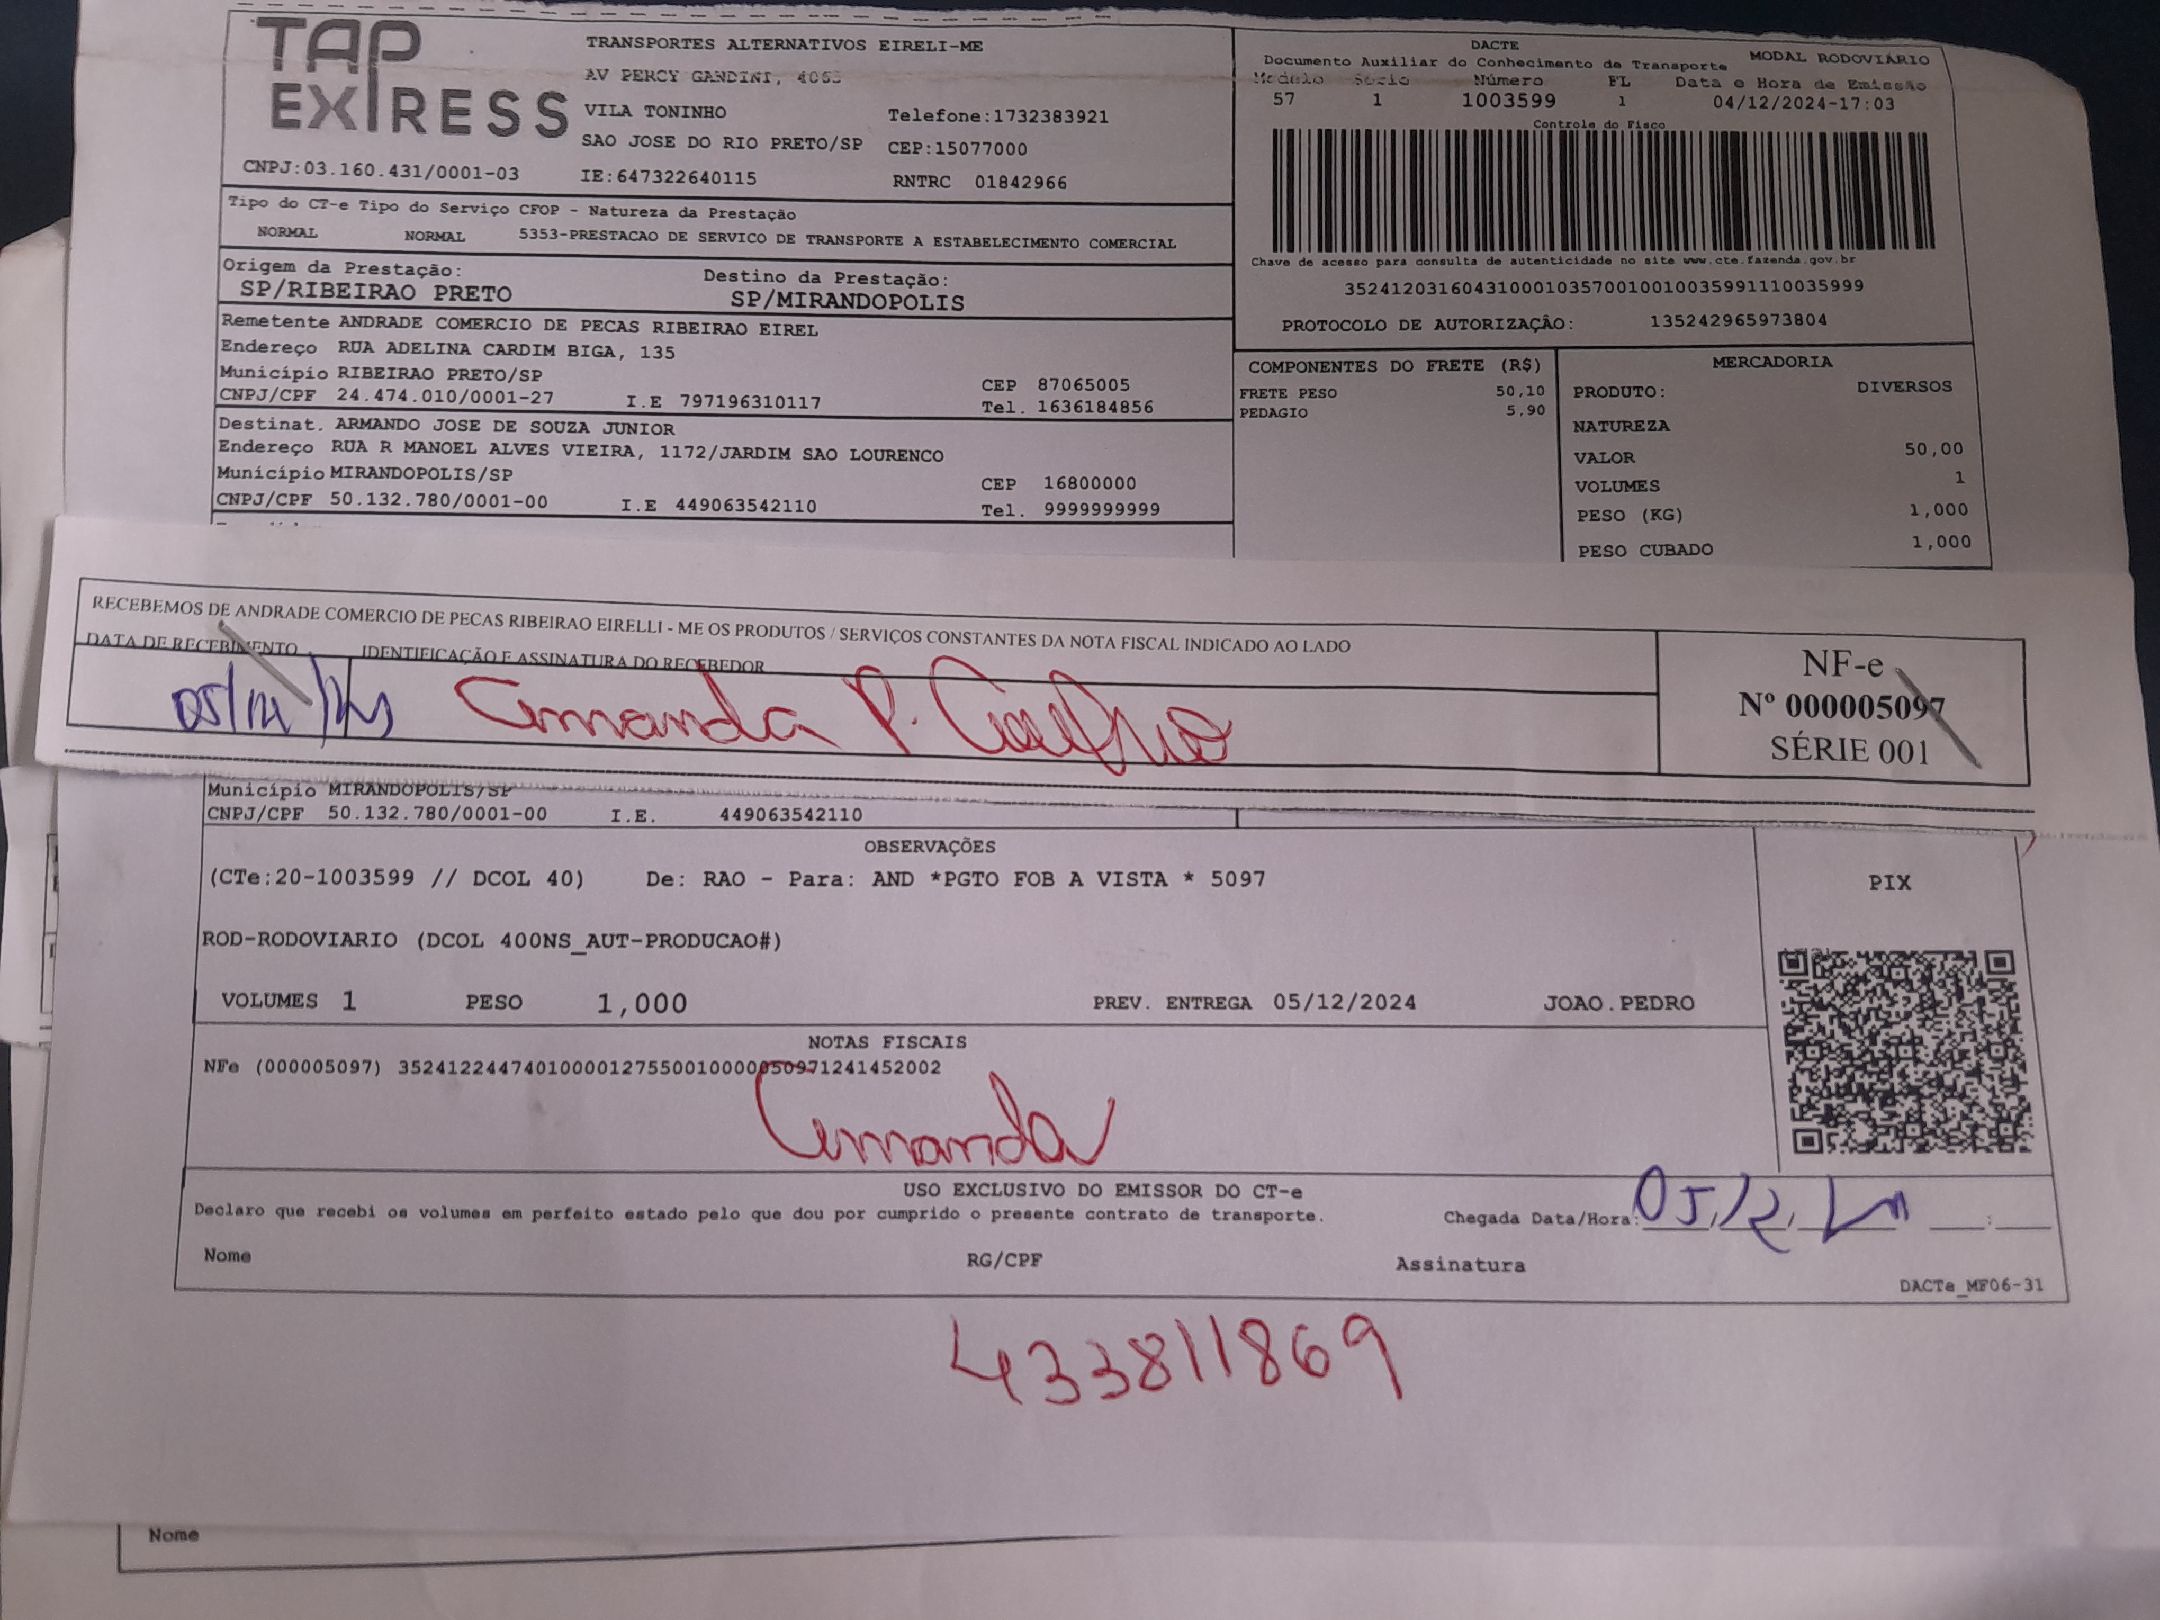 TAP
EXPRESS
TRANSPORTES ALTERNATIVOS EIRELI-ME
AV PERCY GANDINI, 4065
VILA TONINHO
Telefone:1732383921
SAO JOSE DO RIO PRETO/SP CEP:15077000
CNPJ:03.160.431/0001-03 IE:647322640115 RNTRC 01842966
DACTE
Documento Auxiliar do Conhecimento de Transporte
MODAL RODOVIÁRIO
Modelo Serie Número FL Data e Hora de Emissão
57 1 1003599 1 04/12/2024-17:03
Controle do Fisco
Chave de acesso para consulta de autenticidade no site www.cte.fazenda.gov.br
35241203160431000103570010010035991110035999
PROTOCOLO DE AUTORIZAÇÃO: 135242965973804
Tipo do CT-e Tipo do Serviço CFOP - Natureza da Prestação
NORMAL NORMAL 5353-PRESTACAO DE SERVICO DE TRANSPORTE A ESTABELECIMENTO COMERCIAL
Origem da Prestação: Destino da Prestação:
SP/RIBEIRAO PRETO SP/MIRANDOPOLIS
Remetente ANDRADE COMERCIO DE PECAS RIBEIRAO EIREL
Endereço RUA ADELINA CARDIM BIGA, 135
Município RIBEIRAO PRETO/SP CEP 87065005
CNPJ/CPF 24.474.010/0001-27 I.E 797196310117 Tel. 1636184856
Destinat. ARMANDO JOSE DE SOUZA JUNIOR
Endereço RUA R MANOEL ALVES VIEIRA, 1172/JARDIM SAO LOURENCO
Município MIRANDOPOLIS/SP CEP 16800000
CNPJ/CPF 50.132.780/0001-00 I.E 449063542110 Tel. 9999999999
COMPONENTES DO FRETE (R$)
FRETE PESO 50,10
PEDAGIO 5,90
MERCADORIA
PRODUTO: DIVERSOS
NATUREZA
VALOR 50,00
VOLUMES 1
PESO (KG) 1,000
PESO CUBADO 1,000
RECEBEMOS DE ANDRADE COMERCIO DE PECAS RIBEIRAO EIRELLI - ME OS PRODUTOS / SERVIÇOS CONSTANTES DA NOTA FISCAL INDICADO AO LADO
DATA DE RECEBIMENTO IDENTIFICAÇÃO E ASSINATURA DO RECEBEDOR
05/12/24 Amanda P. Coelho
NF-e
Nº 000005097
SÉRIE 001
Município MIRANDOPOLIS/SP
CNPJ/CPF 50.132.780/0001-00 I.E. 449063542110
OBSERVAÇÕES
(CTe:20-1003599 // DCOL 40) De: RAO - Para: AND *PGTO FOB A VISTA * 5097
PIX
ROD-RODOVIARIO (DCOL 400NS_AUT-PRODUCAO#)
VOLUMES 1 PESO 1,000 PREV. ENTREGA 05/12/2024 JOAO.PEDRO
NOTAS FISCAIS
NFe (000005097) 35241224474010000127550010000050971241452002
Amanda
USO EXCLUSIVO DO EMISSOR DO CT-e
Declaro que recebi os volumes em perfeito estado pelo que dou por cumprido o presente contrato de transporte. Chegada Data/Hora: 05/12/24
Nome RG/CPF Assinatura
DACTe_MF06-31
433811869
Nome